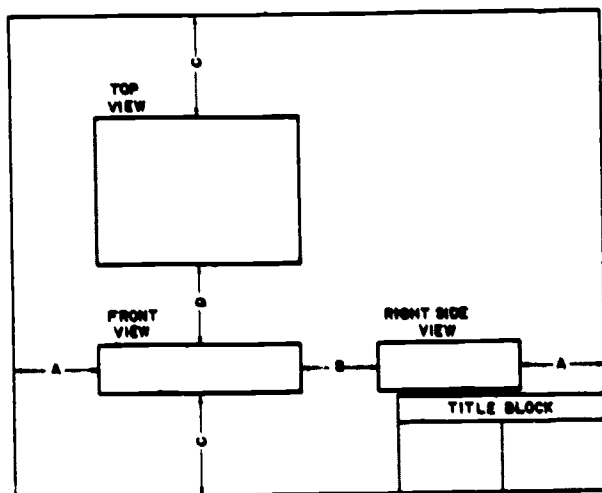 C
TOP
VIEW
D
FRONT
VIEW
RIGHT SIDE
VIEW
A
B
A
C
TITLE BLOCK